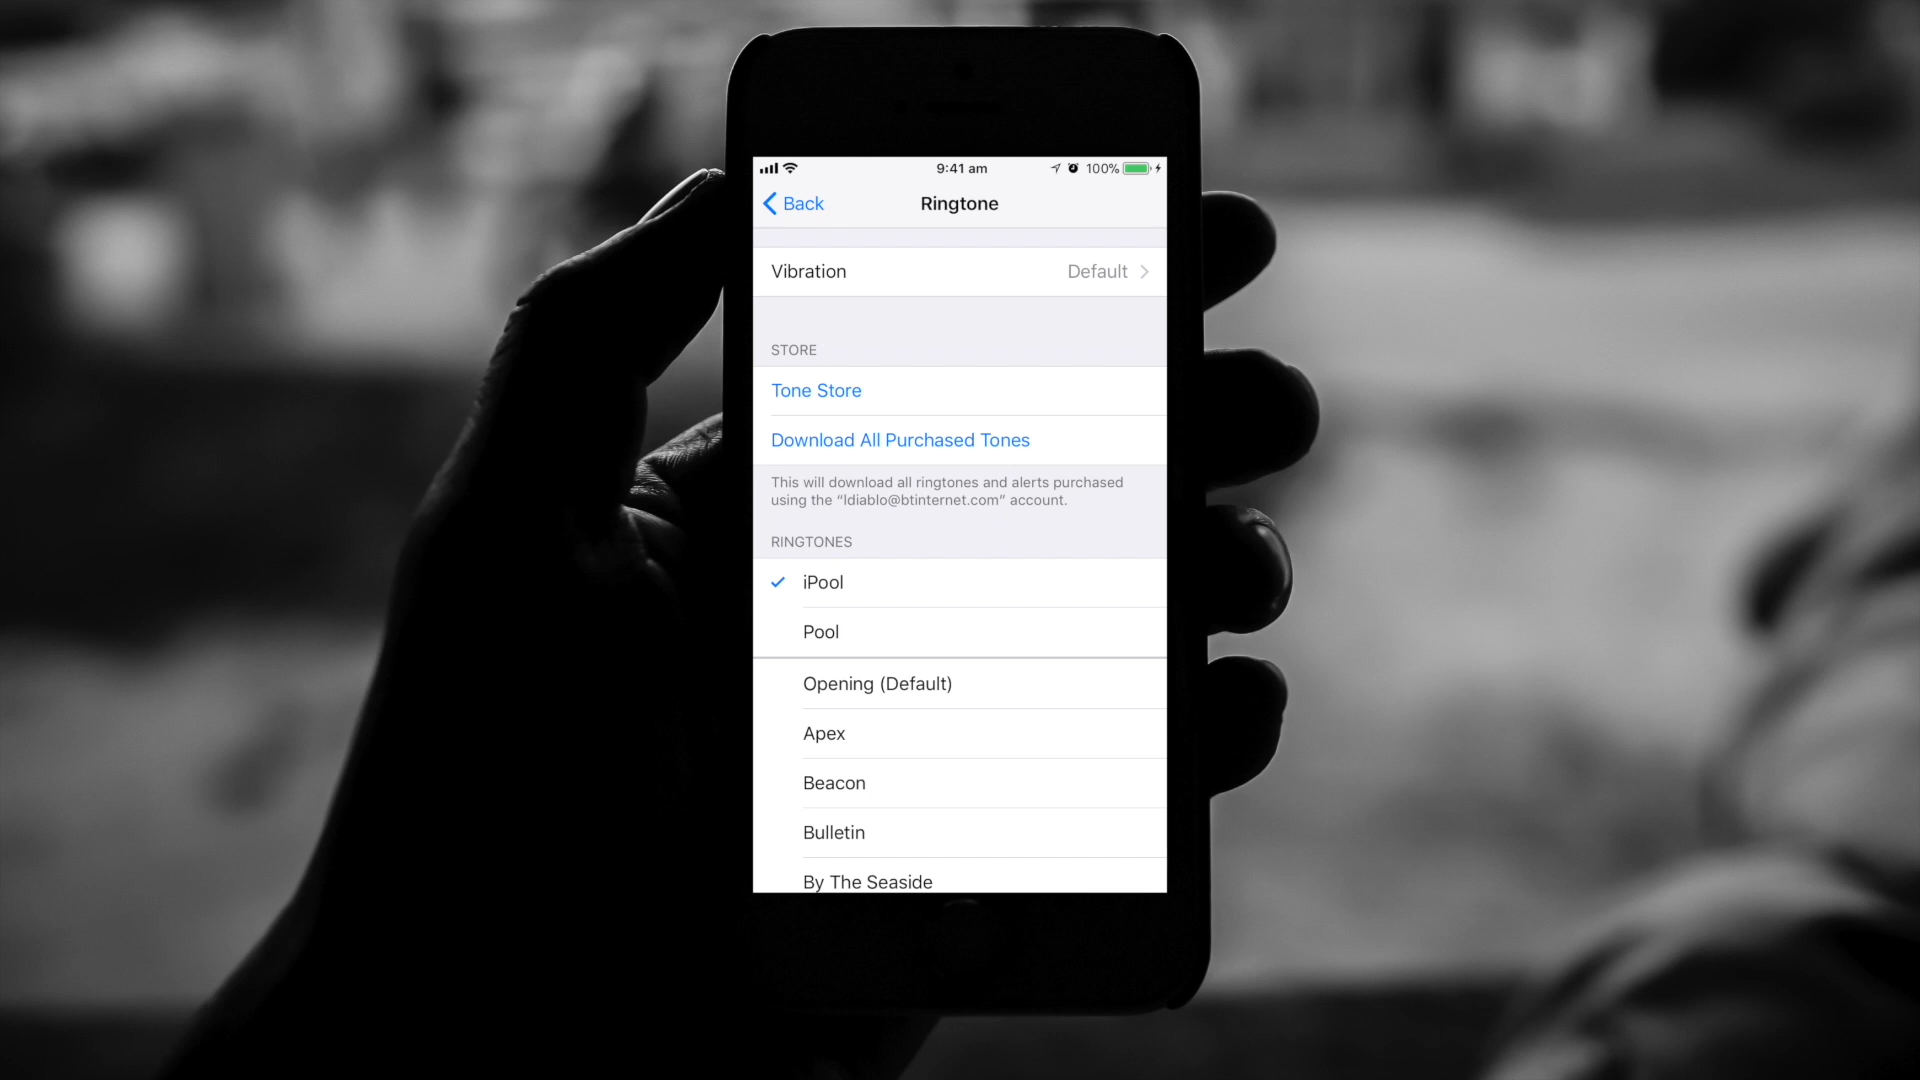 9:41 am
100%
Back
Ringtone
Vibration
Default
STORE
Tone Store
Download All Purchased Tones
This will download all ringtones and alerts purchased
using the “ldiablo@btinternet.com” account.
RINGTONES
iPool
Pool
Opening (Default)
Apex
Beacon
Bulletin
By The Seaside